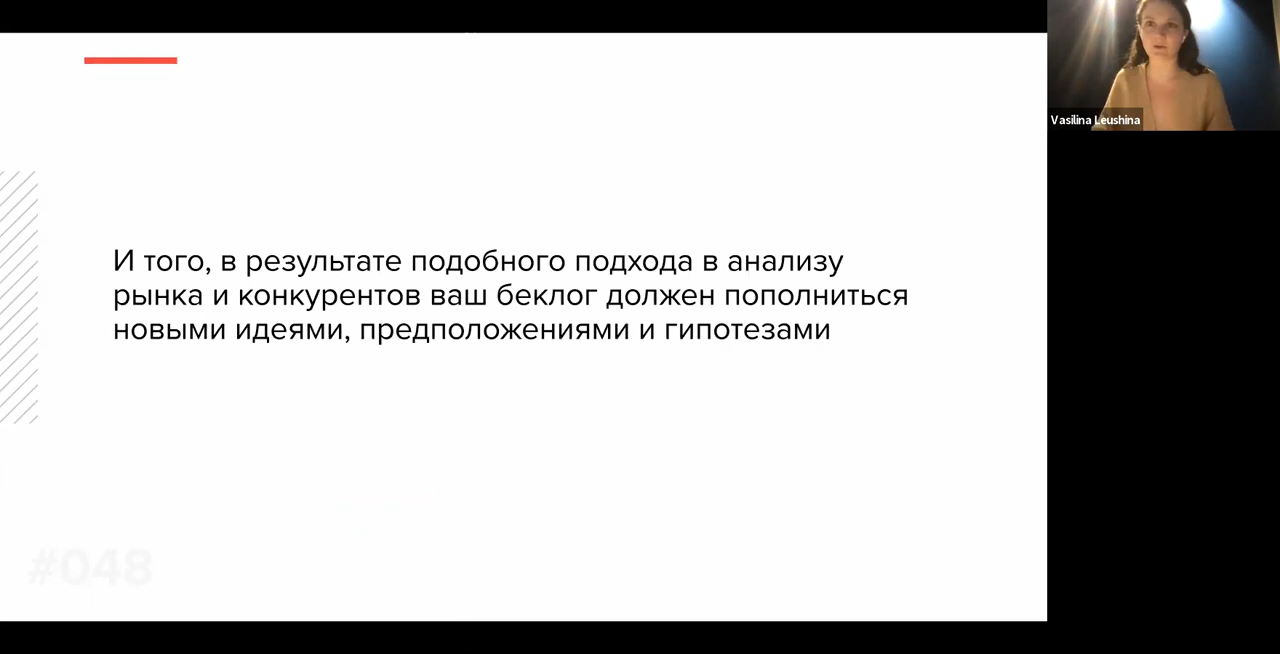 И того, в результате подобного подхода в анализу
рынка и конкурентов ваш беклог должен пополниться
новыми идеями, предположениями и гипотезами
#048
Vasilina Leushina